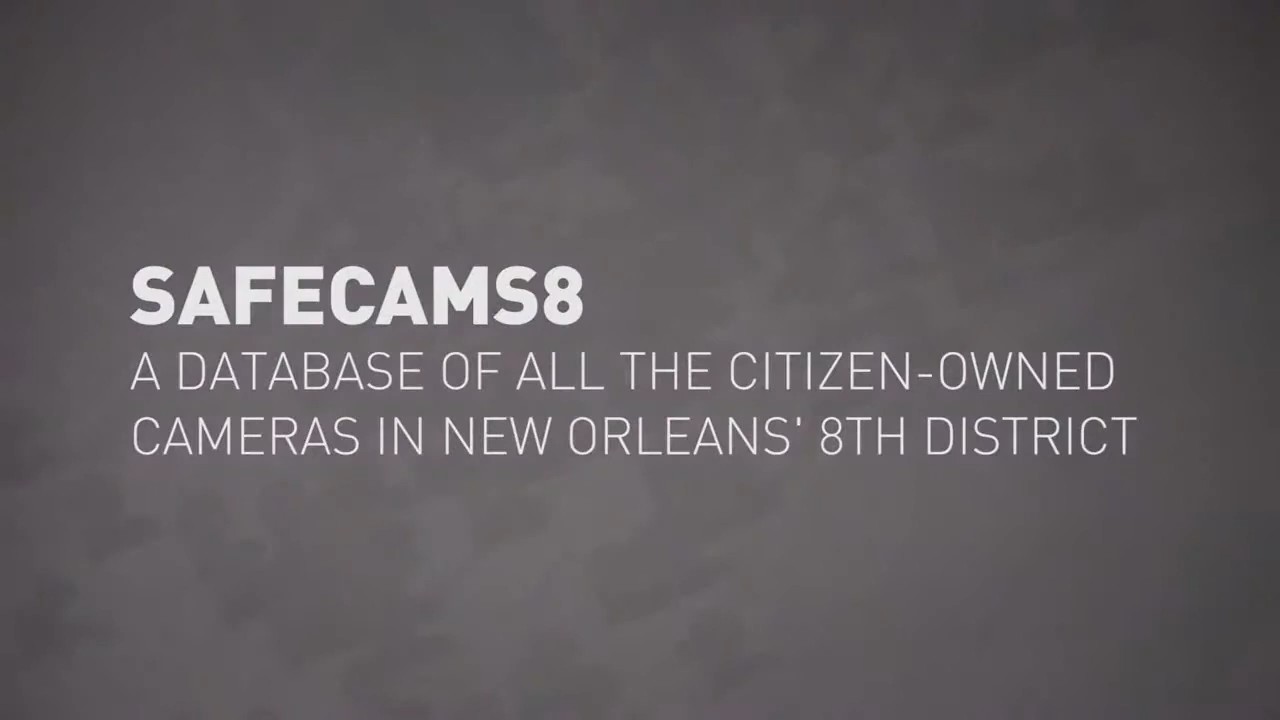 SAFECAMS8
A DATABASE OF ALL THE CITIZEN-OWNED
CAMERAS IN NEW ORLEANS' 8TH DISTRICT